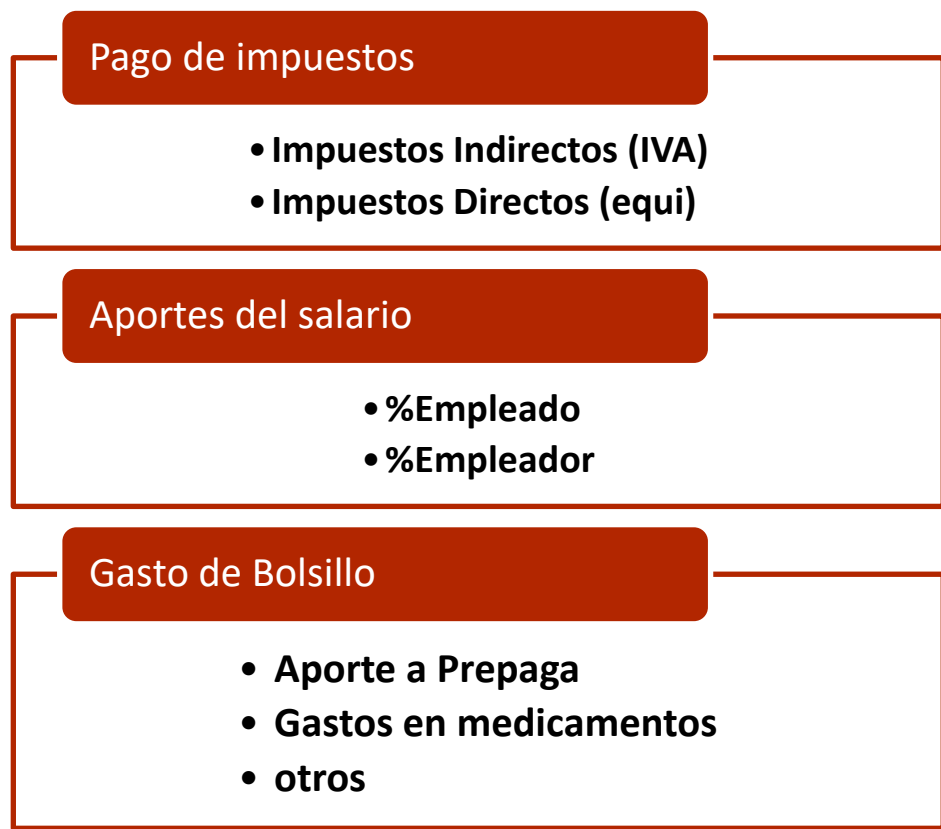 Pago de impuestos
•Impuestos Indirectos (IVA)
•Impuestos Directos (equi)
Aportes del salario
•%Empleado
•%Empleador
Gasto de Bolsillo
• Aporte a Prepaga
• Gastos en medicamentos
• otros